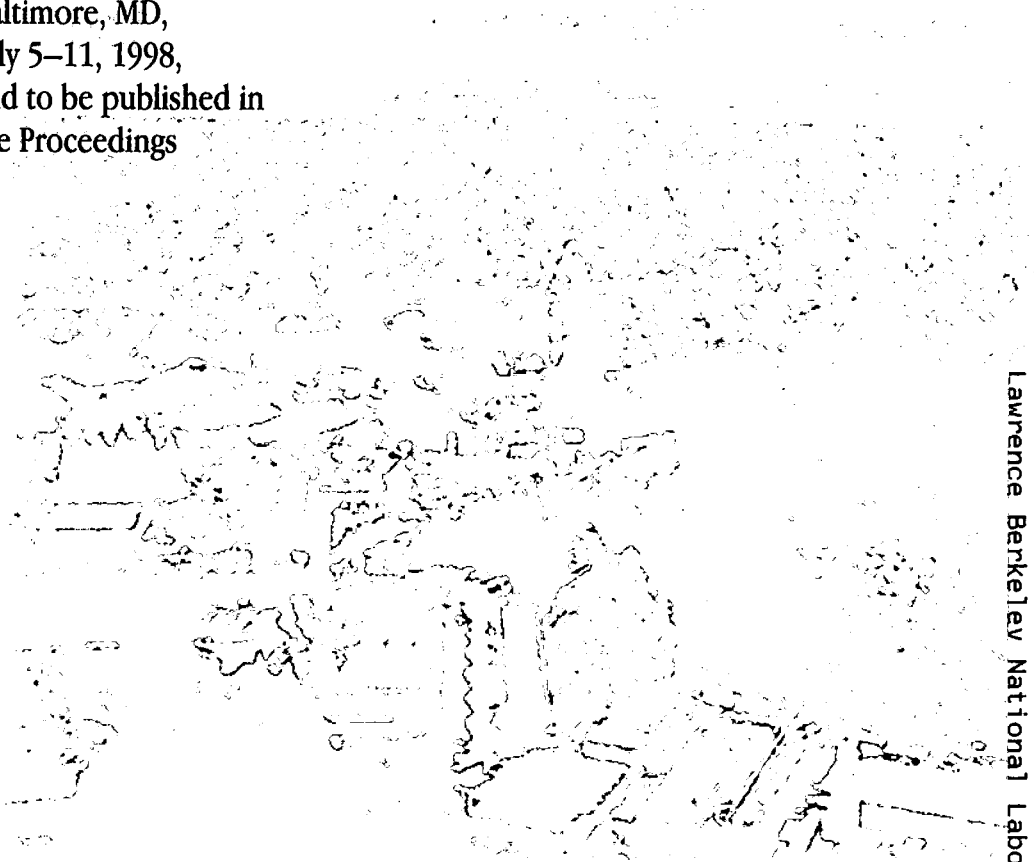 ltimore, MD,
ly 5–11, 1998,
d to be published in
e Proceedings
Lawrence Berkeley National Labo